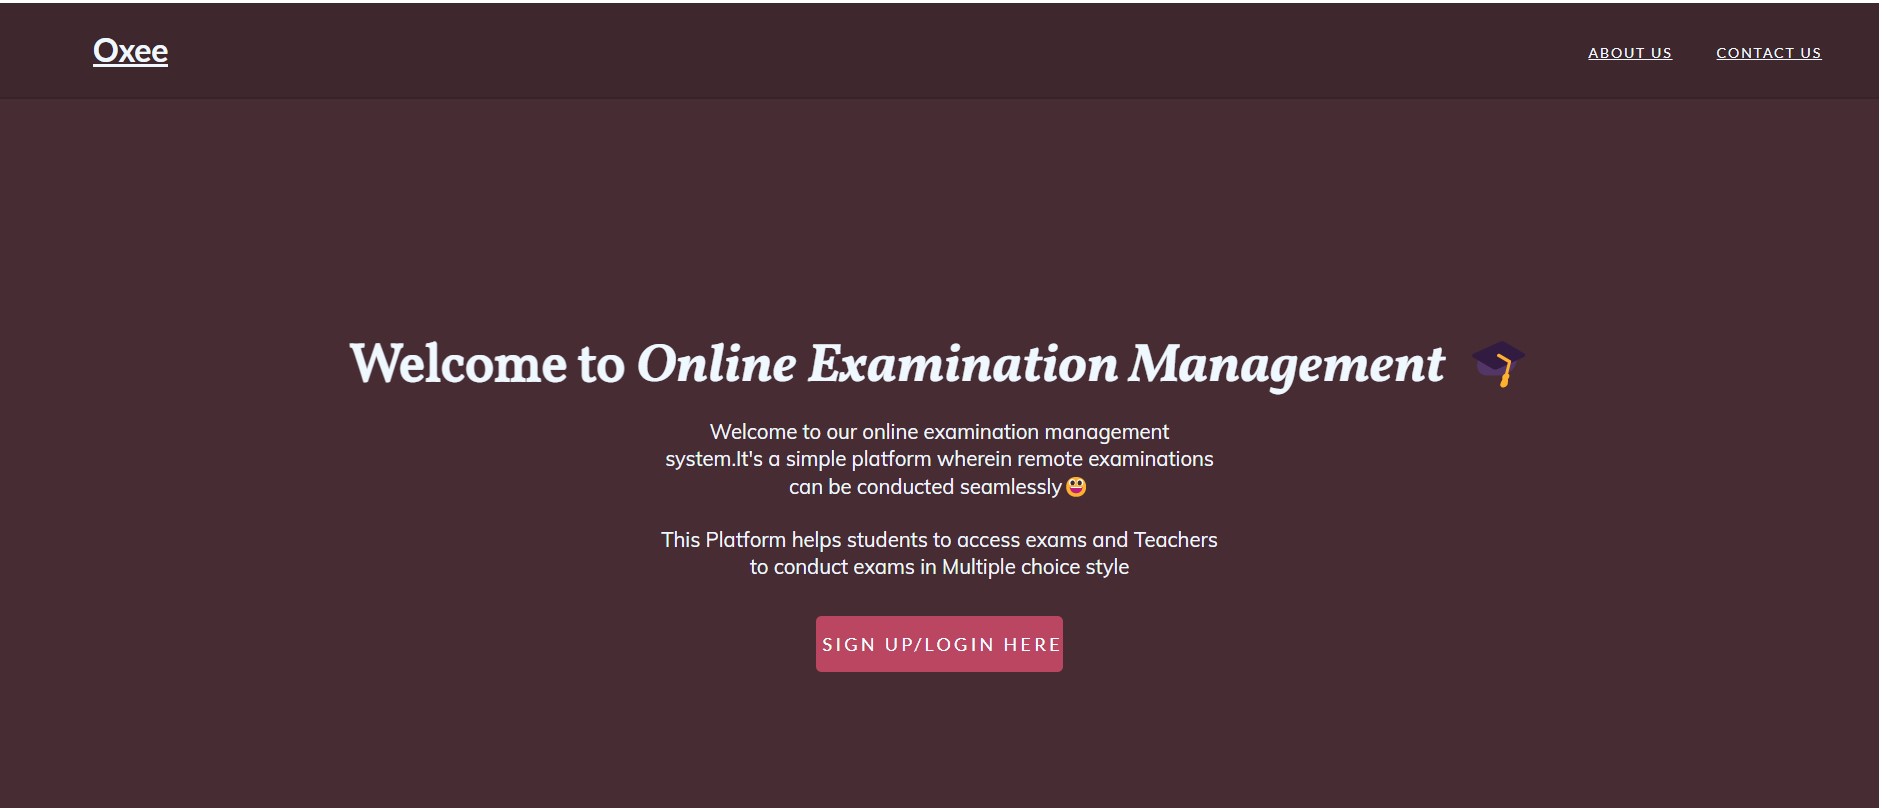 Oxee
ABOUT US
CONTACT US
Welcome to Online Examination Management
Welcome to our online examination management
system.It's a simple platform wherein remote examinations
can be conducted seamlessly
This Platform helps students to access exams and Teachers
to conduct exams in Multiple choice style
SIGN UP/LOGIN HERE